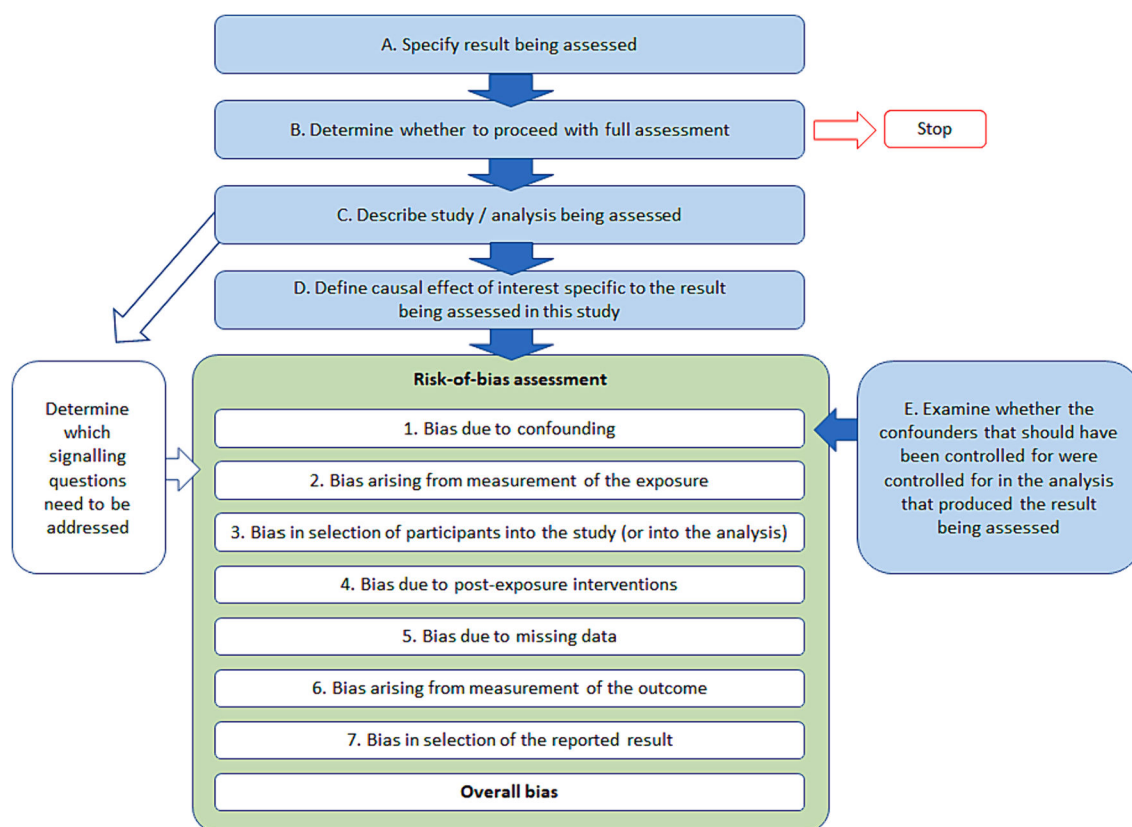 A. Specify result being assessed
B. Determine whether to proceed with full assessment
Stop
C. Describe study / analysis being assessed
D. Define causal effect of interest specific to the result
being assessed in this study
Determine
which
signalling
questions
need to be
addressed
Risk-of-bias assessment
1. Bias due to confounding
2. Bias arising from measurement of the exposure
3. Bias in selection of participants into the study (or into the analysis)
4. Bias due to post-exposure interventions
5. Bias due to missing data
6. Bias arising from measurement of the outcome
7. Bias in selection of the reported result
Overall bias
E. Examine whether the
confounders that should have
been controlled for were
controlled for in the analysis
that produced the result
being assessed